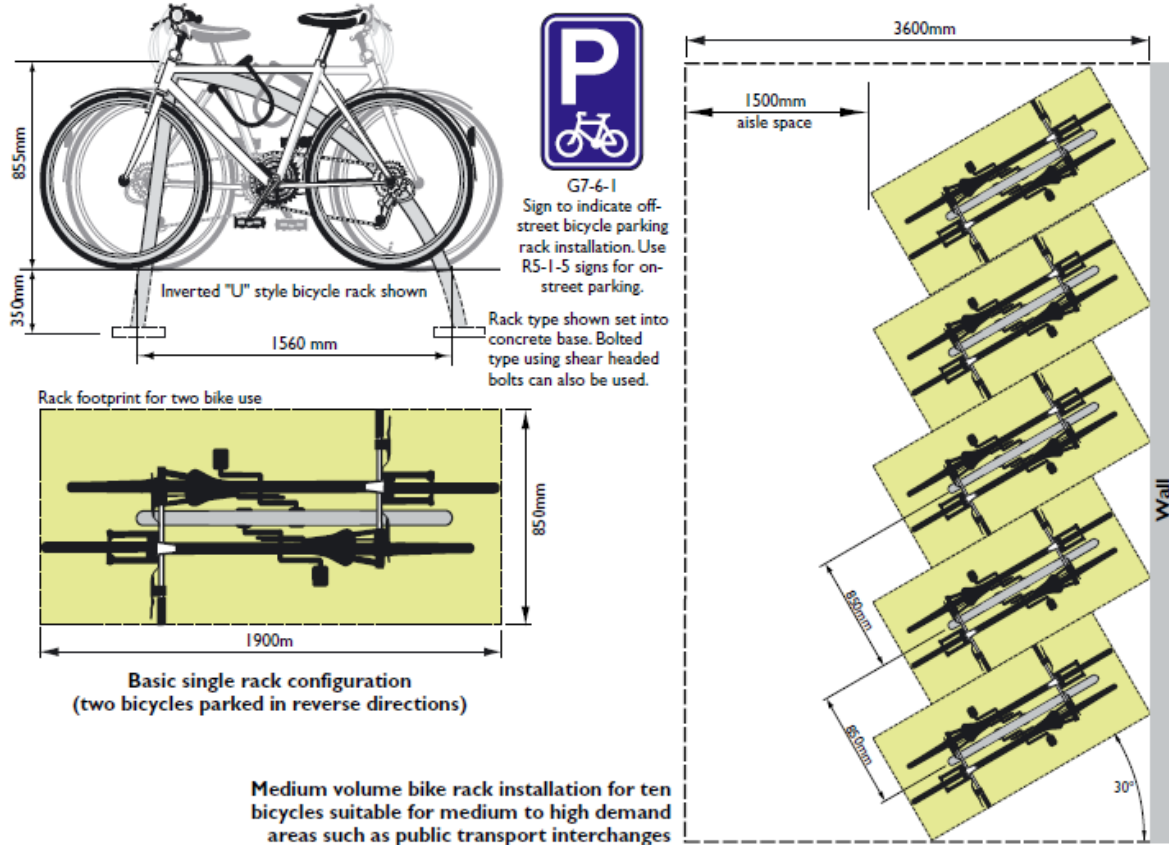 855mm
350mm
Inverted "U" style bicycle rack shown
1560 mm
P
G7-6-1
Sign to indicate off-
street bicycle parking
rack installation. Use
R5-1-5 signs for on-
street parking.
Rack type shown set into
concrete base. Bolted
type using shear headed
bolts can also be used.
Rack footprint for two bike use
850mm
1900m
Basic single rack configuration
(two bicycles parked in reverse directions)
3600mm
1500mm
aisle space
Wall
850mm
850mm
30°
Medium volume bike rack installation for ten
bicycles suitable for medium to high demand
areas such as public transport interchanges